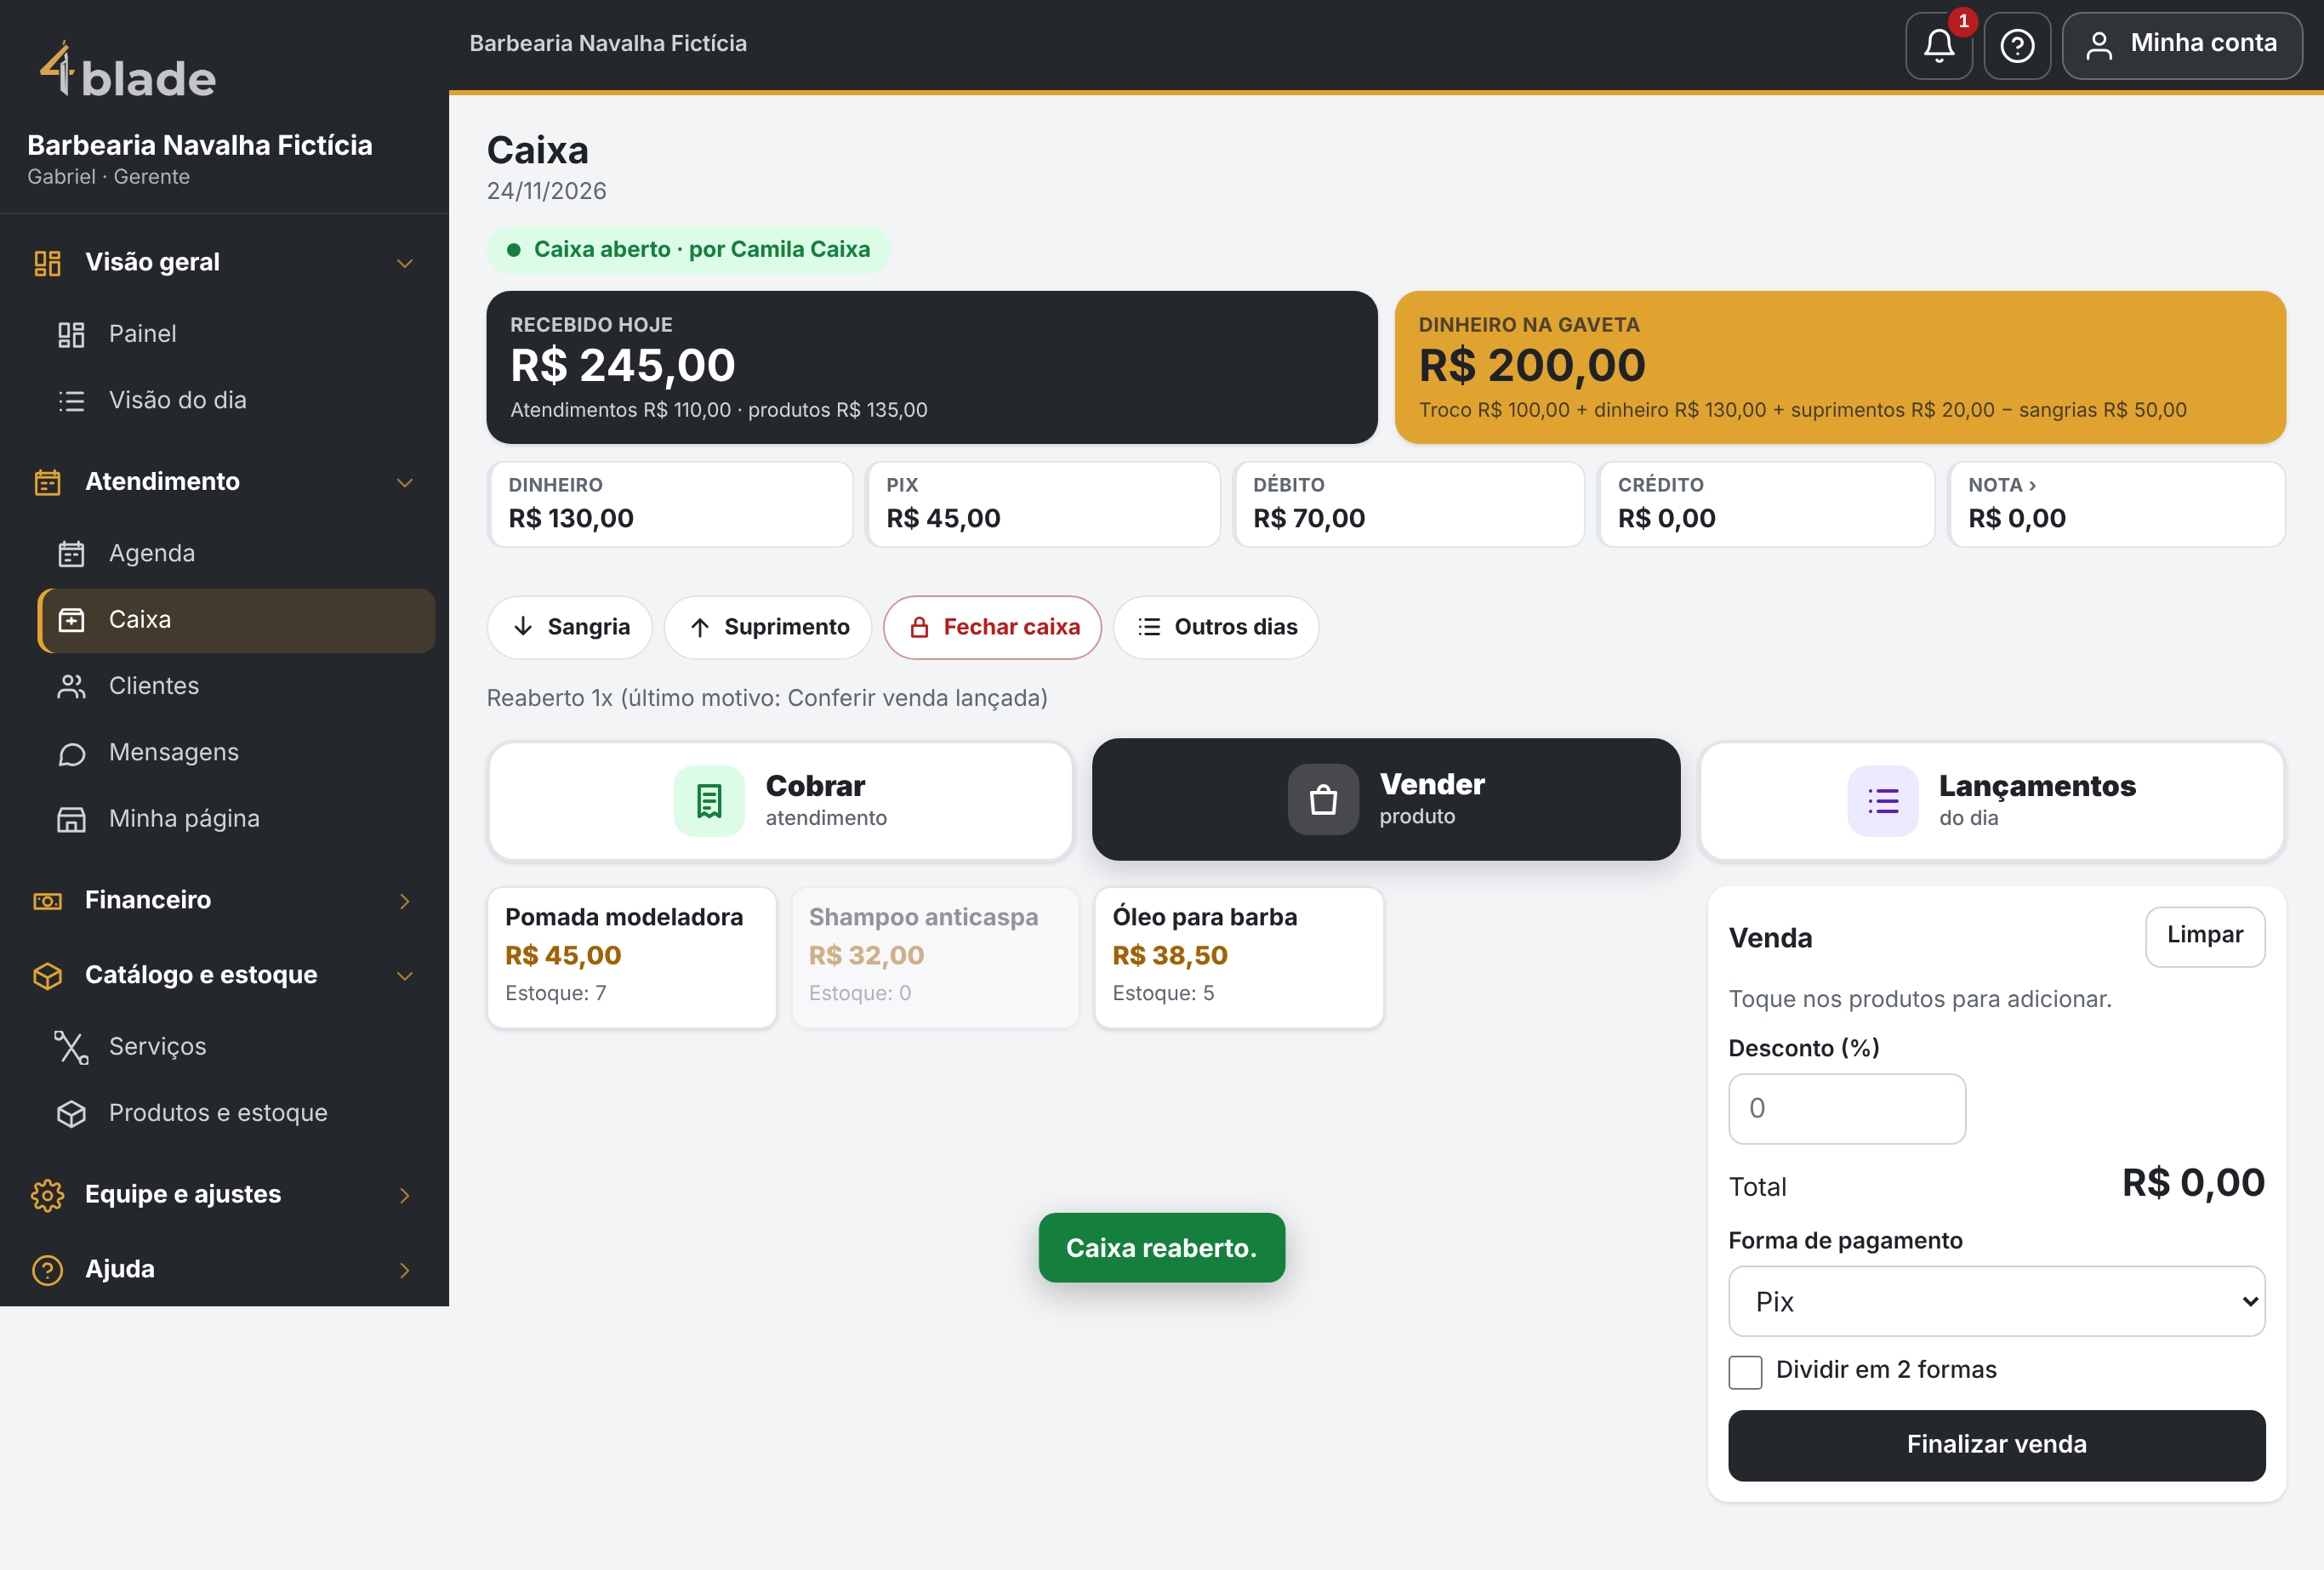 4blade
Barbearia Navalha Fictícia
Gabriel · Gerente
Visão geral
Painel
Visão do dia
Atendimento
Agenda
Caixa
Clientes
Mensagens
Minha página
Financeiro
Catálogo e estoque
Serviços
Produtos e estoque
Equipe e ajustes
Ajuda
Barbearia Navalha Fictícia
1
Minha conta
Caixa
24/11/2026
Caixa aberto · por Camila Caixa
RECEBIDO HOJE
R$ 245,00
Atendimentos R$ 110,00 · produtos R$ 135,00
DINHEIRO NA GAVETA
R$ 200,00
Troco R$ 100,00 + dinheiro R$ 130,00 + suprimentos R$ 20,00 − sangrias R$ 50,00
DINHEIRO
R$ 130,00
PIX
R$ 45,00
DÉBITO
R$ 70,00
CRÉDITO
R$ 0,00
NOTA ›
R$ 0,00
Sangria
Suprimento
Fechar caixa
Outros dias
Reaberto 1x (último motivo: Conferir venda lançada)
Cobrar
atendimento
Vender
produto
Lançamentos
do dia
Pomada modeladora
R$ 45,00
Estoque: 7
Shampoo anticaspa
R$ 32,00
Estoque: 0
Óleo para barba
R$ 38,50
Estoque: 5
Venda
Limpar
Toque nos produtos para adicionar.
Desconto (%)
0
Total
R$ 0,00
Forma de pagamento
Pix
Dividir em 2 formas
Finalizar venda
Caixa reaberto.